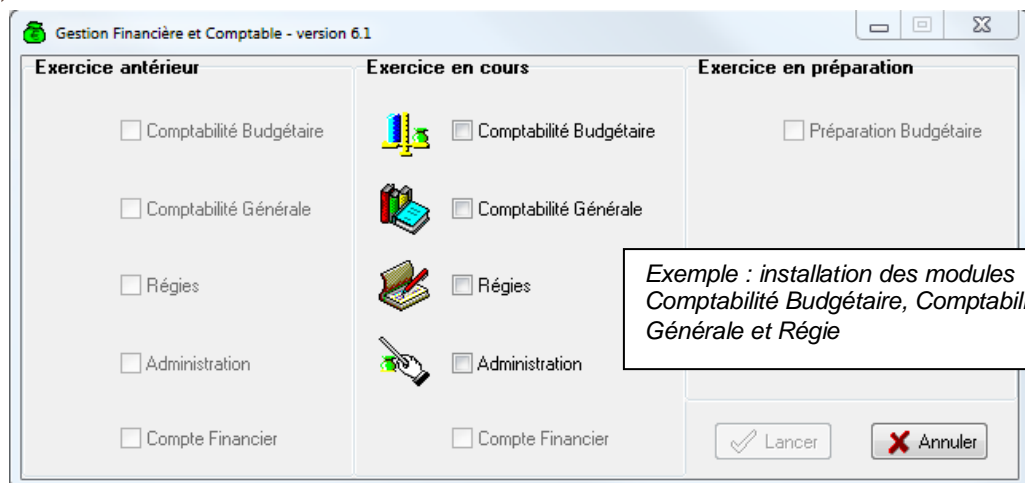 Gestion Financière et Comptable - version 6.1
Exercice antérieur
Comptabilité Budgétaire
Comptabilité Générale
Régies
Administration
Compte Financier
Exercice en cours
Comptabilité Budgétaire
Comptabilité Générale
Régies
Administration
Compte Financier
Exercice en préparation
Préparation Budgétaire
Exemple : installation des modules
Comptabilité Budgétaire, Comptabili
Générale et Régie
Lancer
Annuler